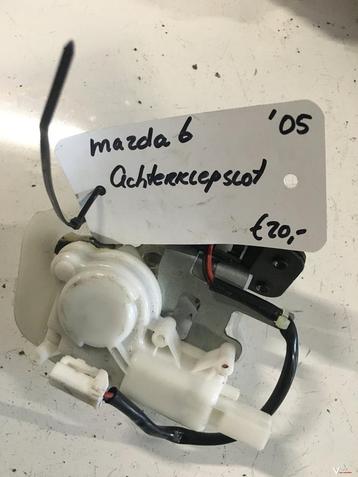 mazda 6 '05
Achterklepslot
€20,-